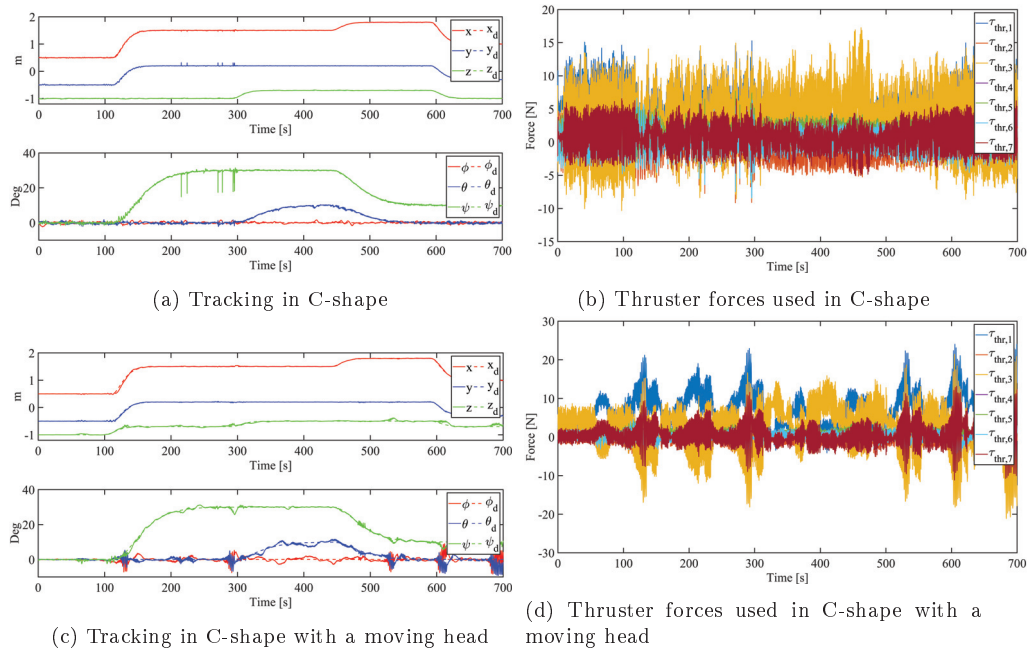 2
1
0
-1
m
x x_d
y y_d
z z_d
0 100 200 300 400 500 600 700
Time [s]
40
20
0
Deg
ϕ ϕ_d
θ θ_d
ψ ψ_d
0 100 200 300 400 500 600 700
Time [s]
(a) Tracking in C-shape
20
15
10
5
0
-5
-10
-15
Force [N]
τ_thr,1
τ_thr,2
τ_thr,3
τ_thr,4
τ_thr,5
τ_thr,6
τ_thr,7
0 100 200 300 400 500 600 700
Time [s]
(b) Thruster forces used in C-shape
2
1
0
-1
m
x x_d
y y_d
z z_d
0 100 200 300 400 500 600 700
Time [s]
40
20
0
Deg
ϕ ϕ_d
θ θ_d
ψ ψ_d
0 100 200 300 400 500 600 700
Time [s]
(c) Tracking in C-shape with a moving head
30
20
10
0
-10
-20
-30
Force [N]
τ_thr,1
τ_thr,2
τ_thr,3
τ_thr,4
τ_thr,5
τ_thr,6
τ_thr,7
0 100 200 300 400 500 600 700
Time [s]
(d) Thruster forces used in C-shape with a
moving head